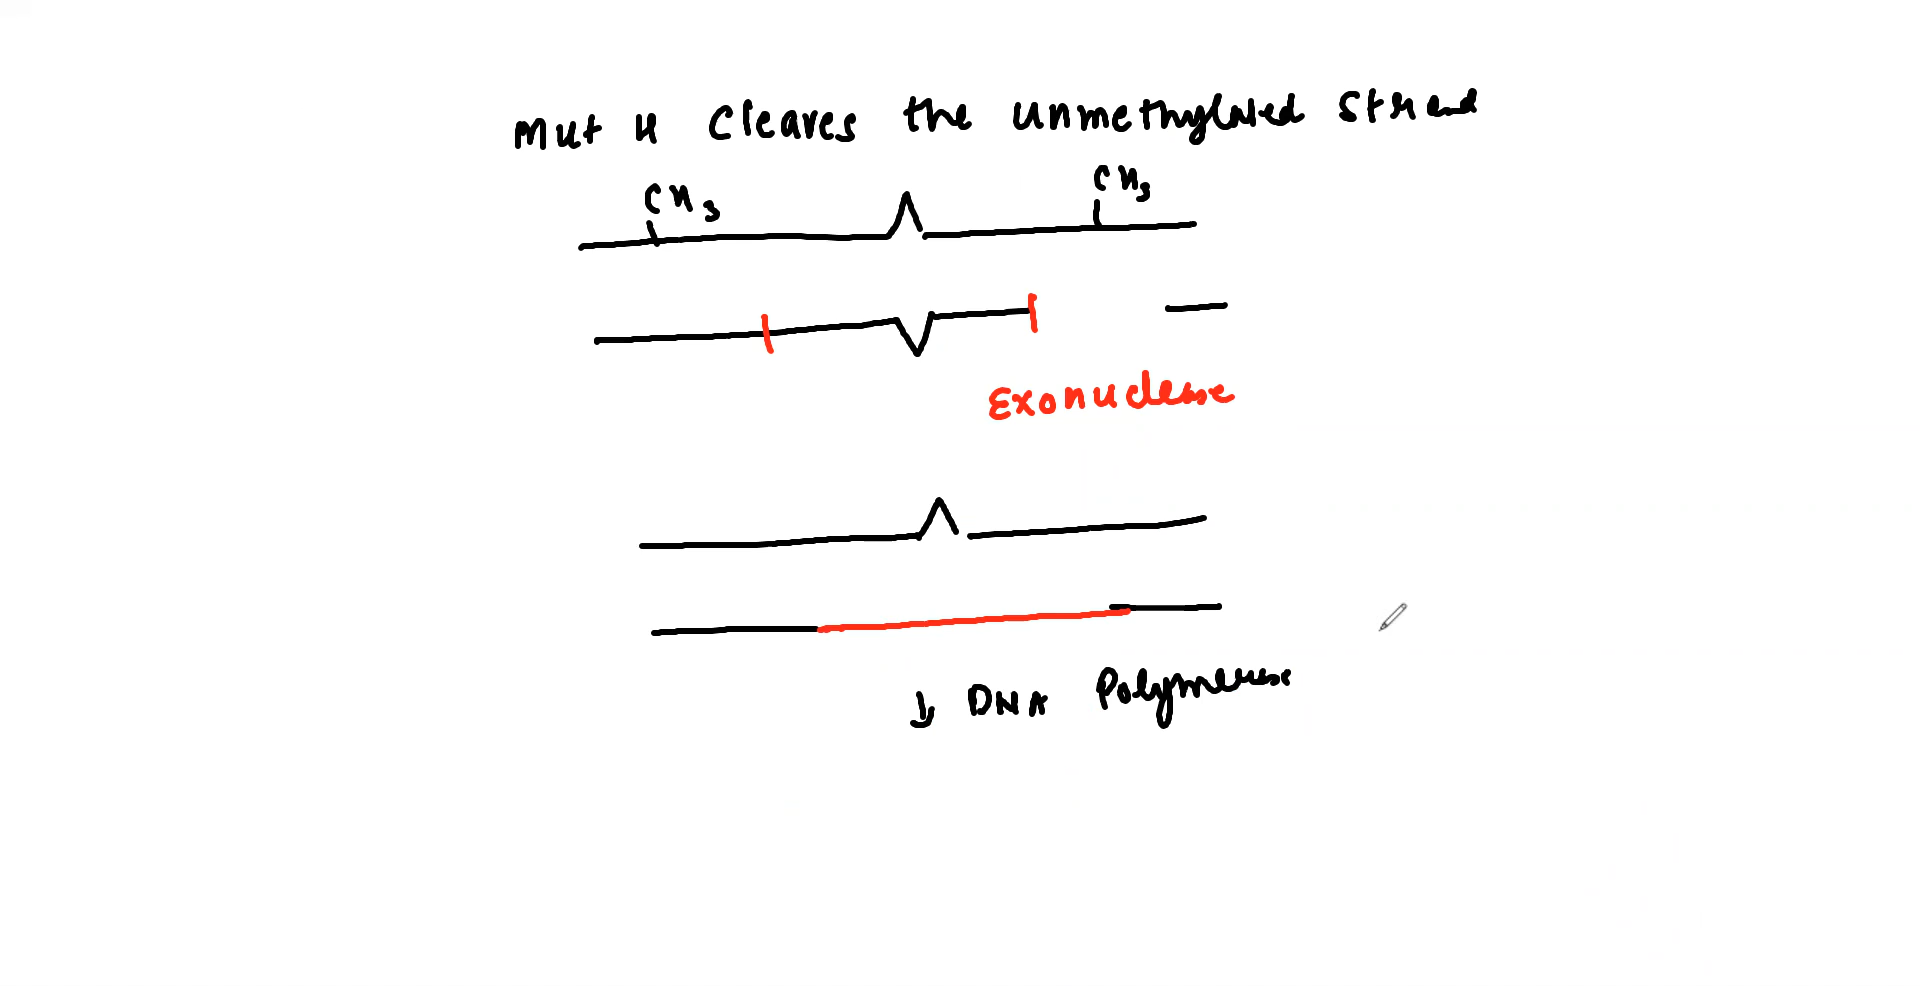 Mut H cleaves the unmethylated strand
CH3
CH3
Exonuclease
↓ DNA Polymerase